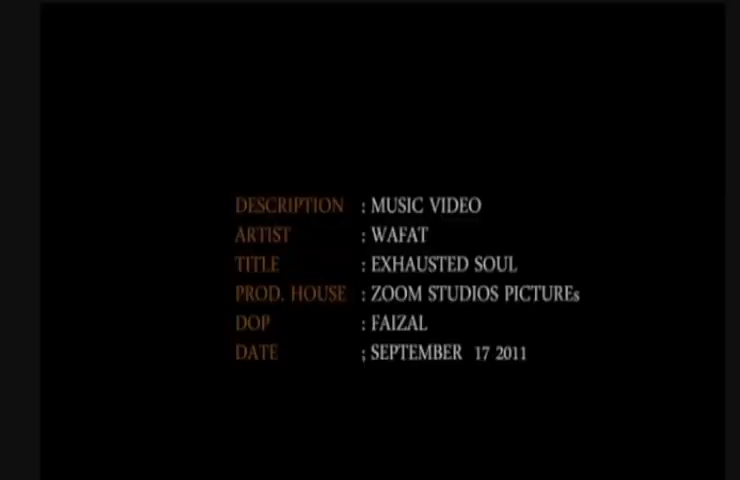 DESCRIPTION : MUSIC VIDEO
ARTIST : WAFAT
TITLE : EXHAUSTED SOUL
PROD. HOUSE : ZOOM STUDIOS PICTUREs
DOP : FAIZAL
DATE ; SEPTEMBER 17 2011